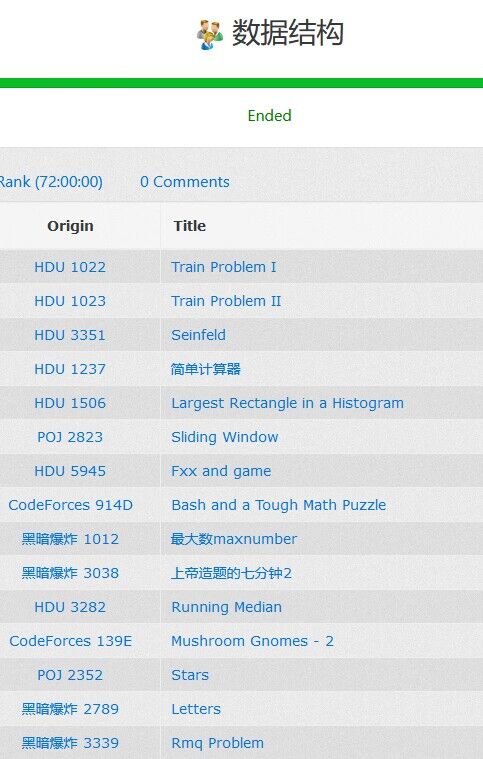 数据结构
Ended
Rank (72:00:00) 0 Comments
Origin Title
HDU 1022 Train Problem I
HDU 1023 Train Problem II
HDU 3351 Seinfeld
HDU 1237 简单计算器
HDU 1506 Largest Rectangle in a Histogram
POJ 2823 Sliding Window
HDU 5945 Fxx and game
CodeForces 914D Bash and a Tough Math Puzzle
黑暗爆炸 1012 最大数maxnumber
黑暗爆炸 3038 上帝造题的七分钟2
HDU 3282 Running Median
CodeForces 139E Mushroom Gnomes - 2
POJ 2352 Stars
黑暗爆炸 2789 Letters
黑暗爆炸 3339 Rmq Problem